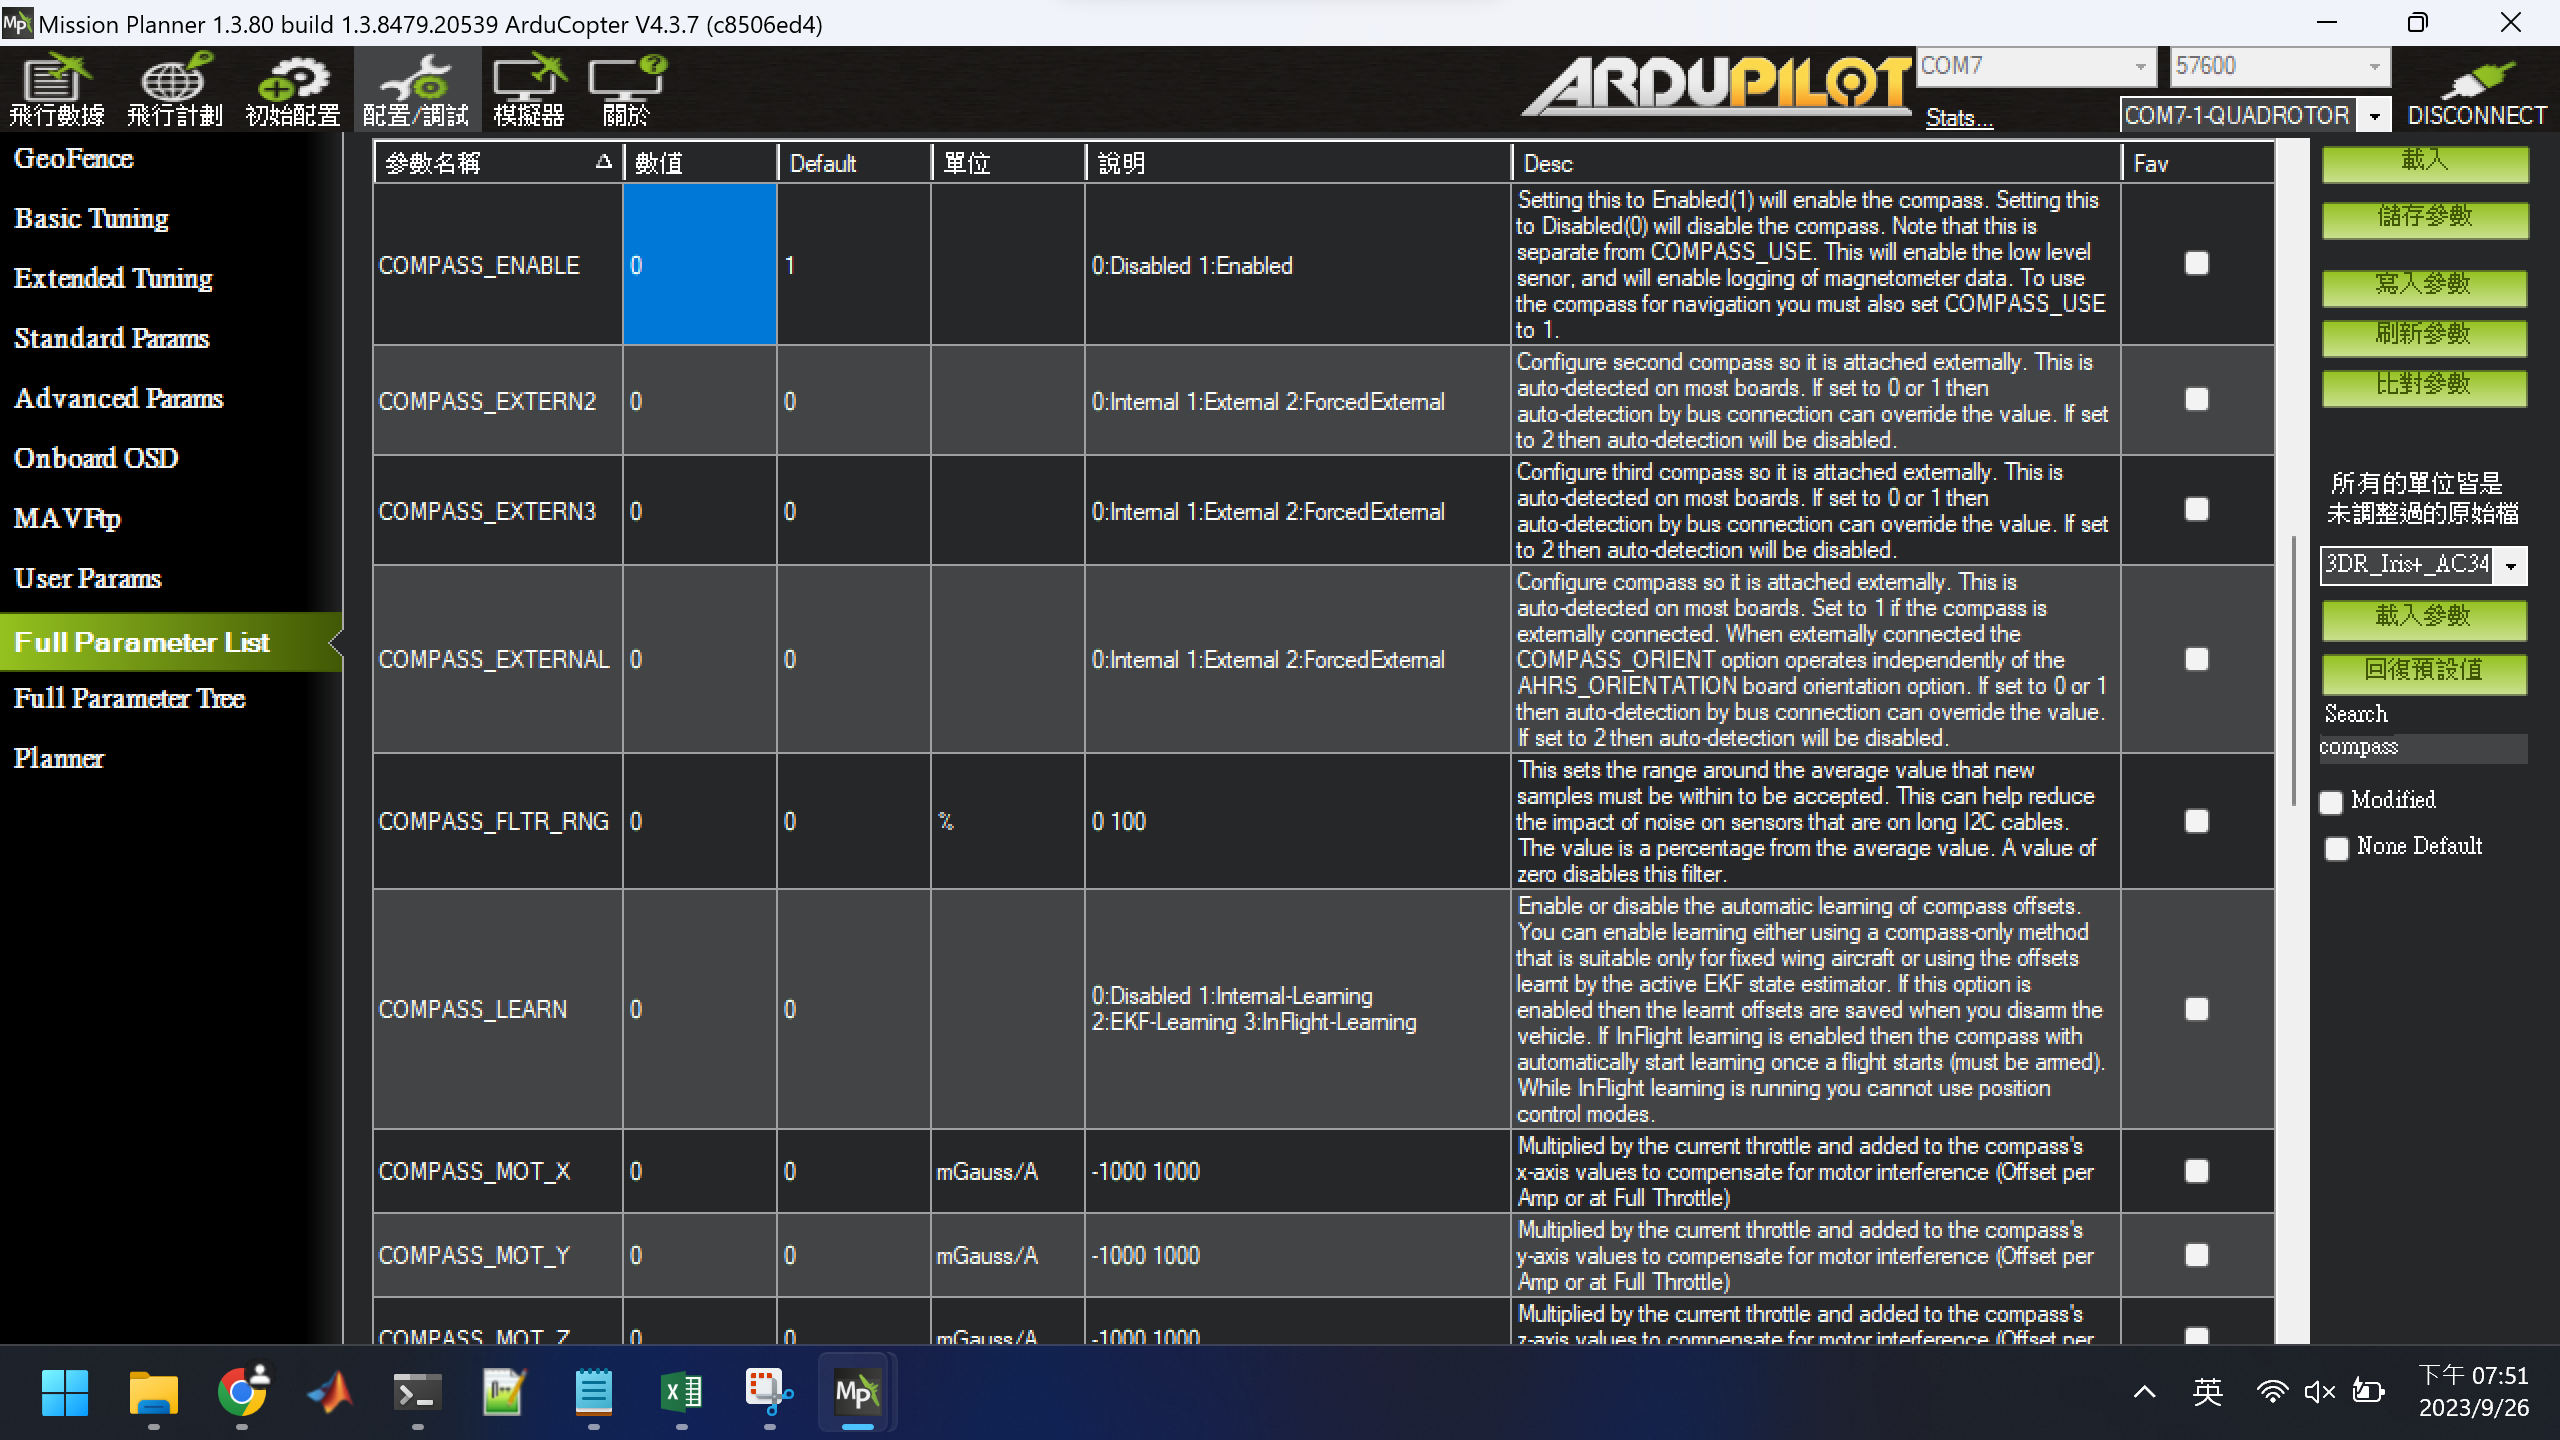 Mission Planner 1.3.80 build 1.3.8479.20539 ArduCopter V4.3.7 (c8506ed4)
飛行數據
飛行計劃
初始配置
配置/調試
模擬器
關於
ARDUPILOT
COM7
57600
Stats...
COM7-1-QUADROTOR
DISCONNECT
GeoFence
Basic Tuning
Extended Tuning
Standard Params
Advanced Params
Onboard OSD
MAVFtp
User Params
Full Parameter List
Full Parameter Tree
Planner
參數名稱 數值 Default 單位 說明 Desc Fav
COMPASS_ENABLE 0 1 0:Disabled 1:Enabled
Setting this to Enabled(1) will enable the compass. Setting this
to Disabled(0) will disable the compass. Note that this is
separate from COMPASS_USE. This will enable the low level
senor, and will enable logging of magnetometer data. To use
the compass for navigation you must also set COMPASS_USE
to 1.
COMPASS_EXTERN2 0 0 0:Internal 1:External 2:ForcedExternal
Configure second compass so it is attached externally. This is
auto-detected on most boards. If set to 0 or 1 then
auto-detection by bus connection can override the value. If set
to 2 then auto-detection will be disabled.
COMPASS_EXTERN3 0 0 0:Internal 1:External 2:ForcedExternal
Configure third compass so it is attached externally. This is
auto-detected on most boards. If set to 0 or 1 then
auto-detection by bus connection can override the value. If set
to 2 then auto-detection will be disabled.
COMPASS_EXTERNAL 0 0 0:Internal 1:External 2:ForcedExternal
Configure compass so it is attached externally. This is
auto-detected on most boards. Set to 1 if the compass is
externally connected. When externally connected the
COMPASS_ORIENT option operates independently of the
AHRS_ORIENTATION board orientation option. If set to 0 or 1
then auto-detection by bus connection can override the value.
If set to 2 then auto-detection will be disabled.
COMPASS_FLTR_RNG 0 0 % 0 100
This sets the range around the average value that new
samples must be within to be accepted. This can help reduce
the impact of noise on sensors that are on long I2C cables.
The value is a percentage from the average value. A value of
zero disables this filter.
COMPASS_LEARN 0 0
0:Disabled 1:Internal-Learning
2:EKF-Learning 3:InFlight-Learning
Enable or disable the automatic learning of compass offsets.
You can enable learning either using a compass-only method
that is suitable only for fixed wing aircraft or using the offsets
learnt by the active EKF state estimator. If this option is
enabled then the learnt offsets are saved when you disarm the
vehicle. If InFlight learning is enabled then the compass with
automatically start learning once a flight starts (must be armed).
While InFlight learning is running you cannot use position
control modes.
COMPASS_MOT_X 0 0 mGauss/A -1000 1000
Multiplied by the current throttle and added to the compass's
x-axis values to compensate for motor interference (Offset per
Amp or at Full Throttle)
COMPASS_MOT_Y 0 0 mGauss/A -1000 1000
Multiplied by the current throttle and added to the compass's
y-axis values to compensate for motor interference (Offset per
Amp or at Full Throttle)
COMPASS_MOT_Z 0 0 mGauss/A -1000 1000
Multiplied by the current throttle and added to the compass's
z-axis values to compensate for motor interference (Offset per
載入
儲存參數
寫入參數
刷新參數
比對參數
所有的單位皆是
未調整過的原始檔
3DR_Iris+_AC34
載入參數
回復預設值
Search
compass
Modified
None Default
英
下午 07:51
2023/9/26